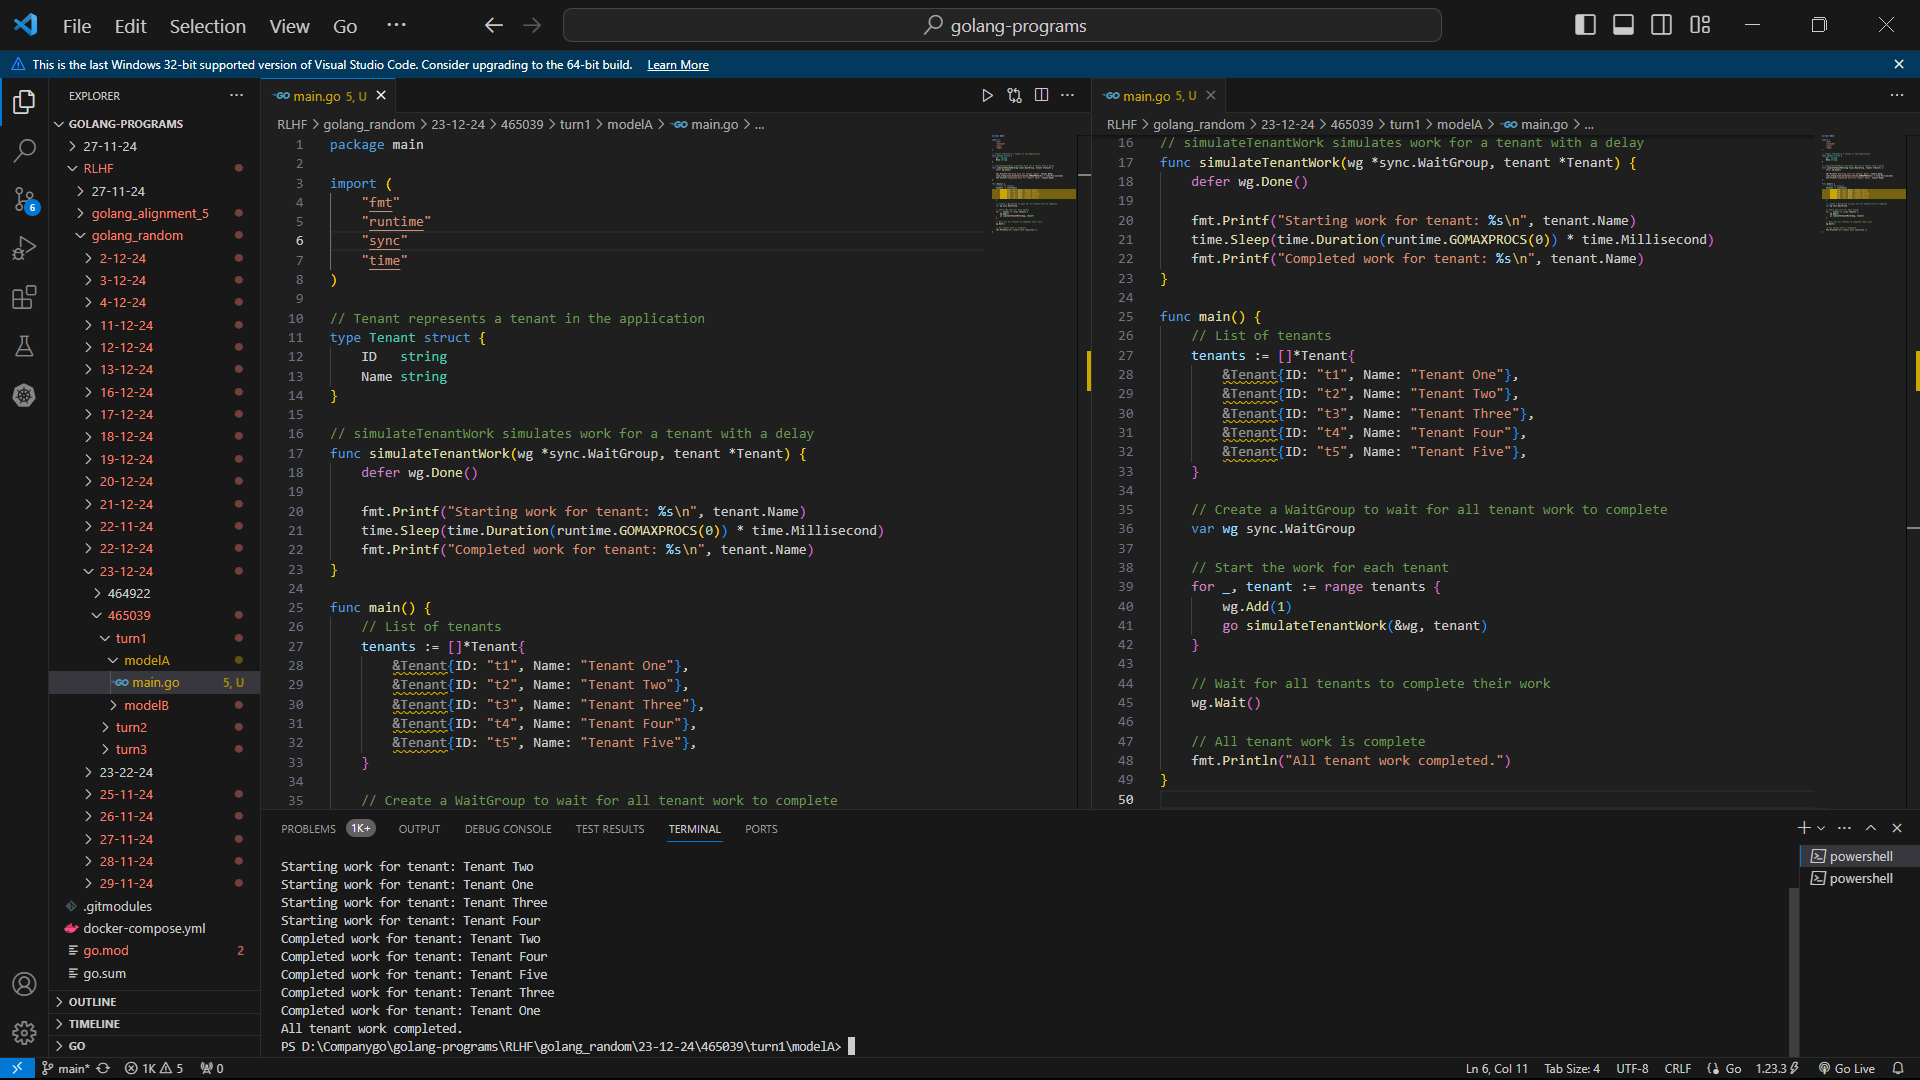 File Edit Selection View Go ...
golang-programs
This is the last Windows 32-bit supported version of Visual Studio Code. Consider upgrading to the 64-bit build. Learn More
EXPLORER
GOLANG-PROGRAMS
27-11-24
RLHF
27-11-24
golang_alignment_5
golang_random
2-12-24
3-12-24
4-12-24
11-12-24
12-12-24
13-12-24
16-12-24
17-12-24
18-12-24
19-12-24
20-12-24
21-12-24
22-11-24
22-12-24
23-12-24
464922
465039
turn1
modelA
main.go 5, U
modelB
turn2
turn3
23-22-24
25-11-24
26-11-24
27-11-24
28-11-24
29-11-24
.gitmodules
docker-compose.yml
go.mod 2
go.sum
OUTLINE
TIMELINE
GO
6
main.go 5, U
RLHF > golang_random > 23-12-24 > 465039 > turn1 > modelA > main.go > ...
1 package main
2
3 import (
4 "fmt"
5 "runtime"
6 "sync"
7 "time"
8 )
9
10 // Tenant represents a tenant in the application
11 type Tenant struct {
12 ID string
13 Name string
14 }
15
16 // simulateTenantWork simulates work for a tenant with a delay
17 func simulateTenantWork(wg *sync.WaitGroup, tenant *Tenant) {
18 defer wg.Done()
19
20 fmt.Printf("Starting work for tenant: %s\n", tenant.Name)
21 time.Sleep(time.Duration(runtime.GOMAXPROCS(0)) * time.Millisecond)
22 fmt.Printf("Completed work for tenant: %s\n", tenant.Name)
23 }
24
25 func main() {
26 // List of tenants
27 tenants := []*Tenant{
28 &Tenant{ID: "t1", Name: "Tenant One"},
29 &Tenant{ID: "t2", Name: "Tenant Two"},
30 &Tenant{ID: "t3", Name: "Tenant Three"},
31 &Tenant{ID: "t4", Name: "Tenant Four"},
32 &Tenant{ID: "t5", Name: "Tenant Five"},
33 }
34
35 // Create a WaitGroup to wait for all tenant work to complete
main.go 5, U
RLHF > golang_random > 23-12-24 > 465039 > turn1 > modelA > main.go > ...
16 // simulateTenantWork simulates work for a tenant with a delay
17 func simulateTenantWork(wg *sync.WaitGroup, tenant *Tenant) {
18 defer wg.Done()
19
20 fmt.Printf("Starting work for tenant: %s\n", tenant.Name)
21 time.Sleep(time.Duration(runtime.GOMAXPROCS(0)) * time.Millisecond)
22 fmt.Printf("Completed work for tenant: %s\n", tenant.Name)
23 }
24
25 func main() {
26 // List of tenants
27 tenants := []*Tenant{
28 &Tenant{ID: "t1", Name: "Tenant One"},
29 &Tenant{ID: "t2", Name: "Tenant Two"},
30 &Tenant{ID: "t3", Name: "Tenant Three"},
31 &Tenant{ID: "t4", Name: "Tenant Four"},
32 &Tenant{ID: "t5", Name: "Tenant Five"},
33 }
34
35 // Create a WaitGroup to wait for all tenant work to complete
36 var wg sync.WaitGroup
37
38 // Start the work for each tenant
39 for _, tenant := range tenants {
40 wg.Add(1)
41 go simulateTenantWork(&wg, tenant)
42 }
43
44 // Wait for all tenants to complete their work
45 wg.Wait()
46
47 // All tenant work is complete
48 fmt.Println("All tenant work completed.")
49 }
50
PROBLEMS 1K+ OUTPUT DEBUG CONSOLE TEST RESULTS TERMINAL PORTS
Starting work for tenant: Tenant Two
Starting work for tenant: Tenant One
Starting work for tenant: Tenant Three
Starting work for tenant: Tenant Four
Completed work for tenant: Tenant Two
Completed work for tenant: Tenant Four
Completed work for tenant: Tenant Five
Completed work for tenant: Tenant Three
Completed work for tenant: Tenant One
All tenant work completed.
PS D:\Companygo\golang-programs\RLHF\golang_random\23-12-24\465039\turn1\modelA>
powershell
powershell
main* 1K 5 0 Ln 6, Col 11 Tab Size: 4 UTF-8 CRLF Go 1.23.3 Go Live